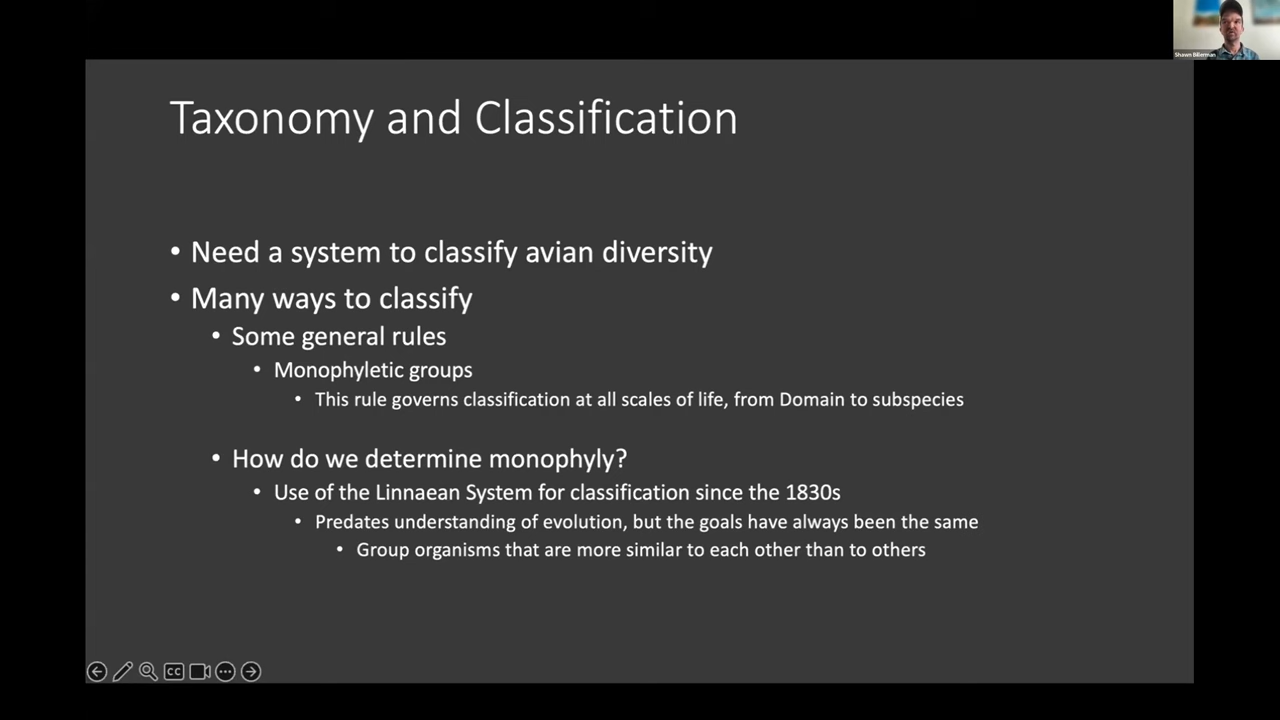 Shawn Billerman
Taxonomy and Classification
• Need a system to classify avian diversity
• Many ways to classify
• Some general rules
• Monophyletic groups
• This rule governs classification at all scales of life, from Domain to subspecies
• How do we determine monophyly?
• Use of the Linnaean System for classification since the 1830s
• Predates understanding of evolution, but the goals have always been the same
• Group organisms that are more similar to each other than to others
CC